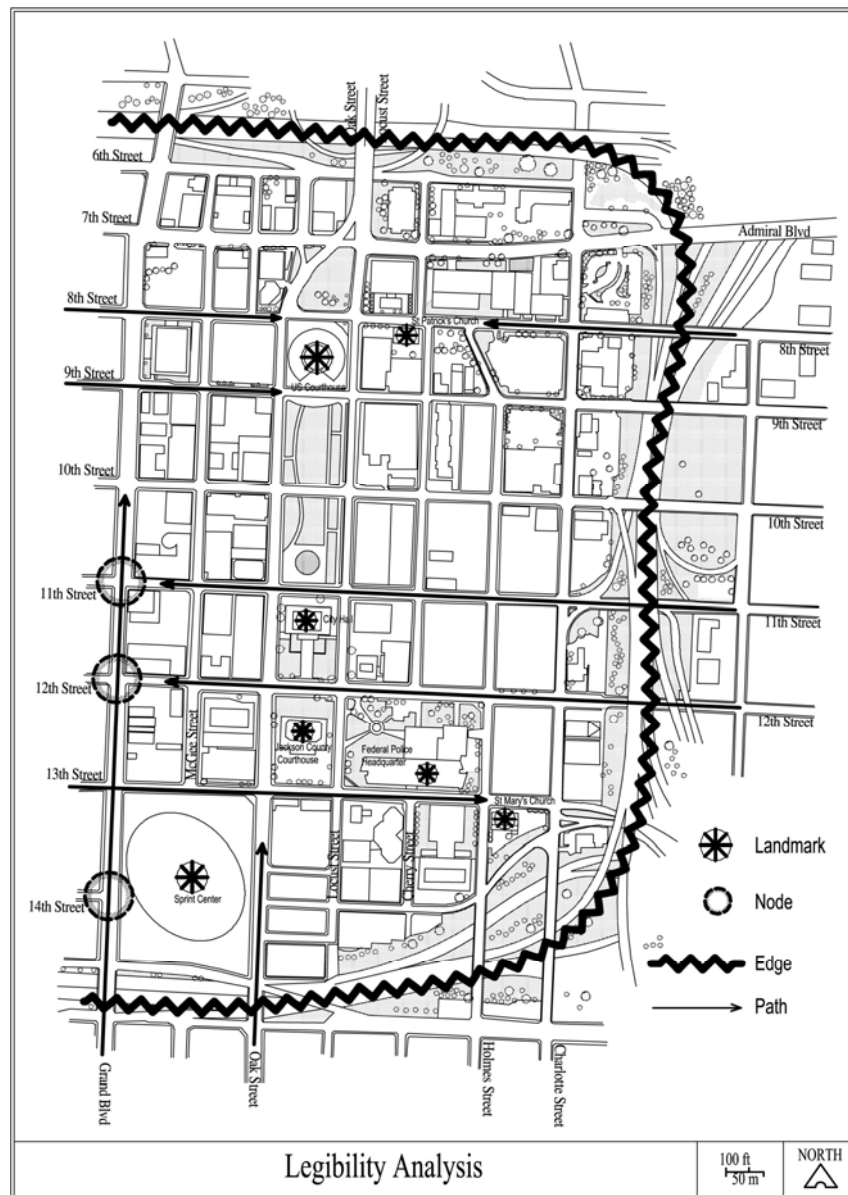 Oak Street
Locust Street
6th Street
7th Street
Admiral Blvd
8th Street
St Patrick's Church
8th Street
US Courthouse
9th Street
9th Street
10th Street
10th Street
11th Street
City Hall
11th Street
12th Street
12th Street
McGee Street
Jackson County
Courthouse
Federal Police
Headquarter
13th Street
St Mary's Church
Locust Street
Cherry Street
Sprint Center
14th Street
Landmark
Node
Edge
Path
Grand Blvd
Oak Street
Holmes Street
Charlotte Street
Legibility Analysis
100 ft
50 m
NORTH